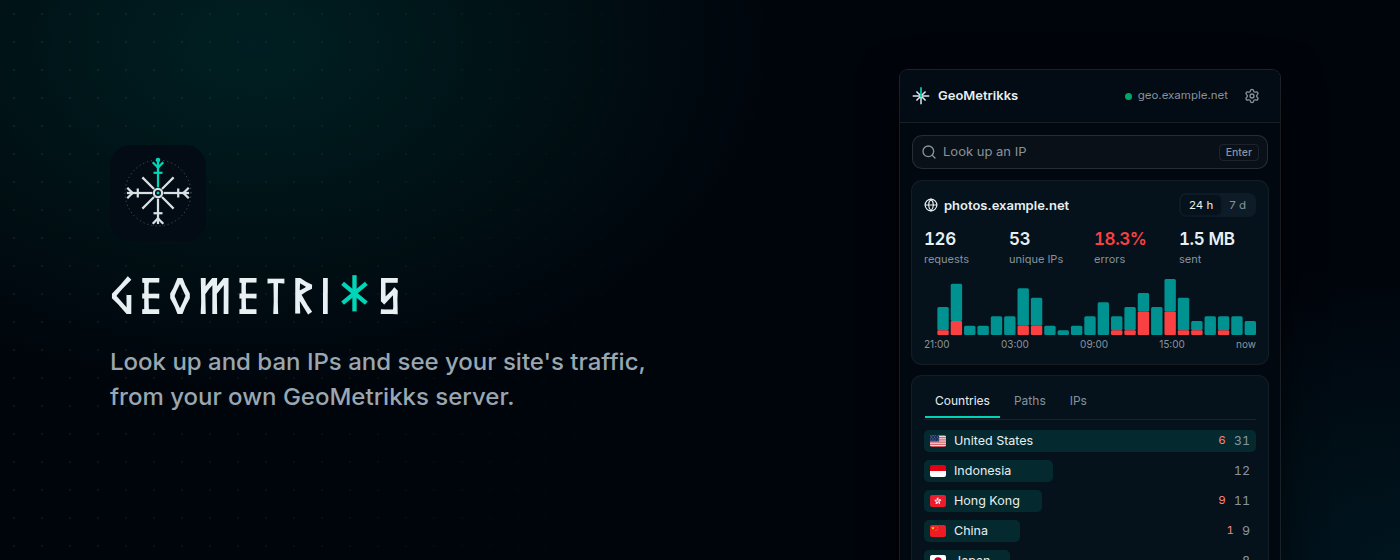 GEOMETRIKS
Look up and ban IPs and see your site's traffic,
from your own GeoMetrikks server.
GeoMetrikks
geo.example.net
Look up an IP
Enter
photos.example.net
24 h 7 d
126 53 18.3% 1.5 MB
requests unique IPs errors sent
21:00 03:00 09:00 15:00 now
Countries Paths IPs
United States 6 31
Indonesia 12
Hong Kong 9 11
China 1 9
Japan 8